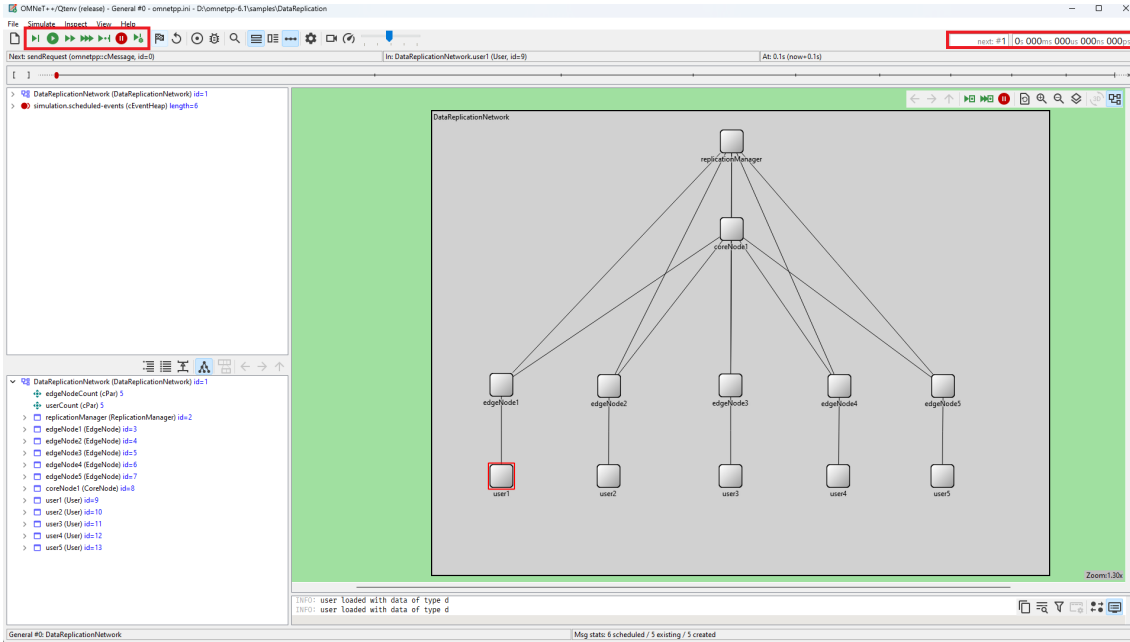 OMNeT++/Qtenv (release) - General #0 - omnetpp.ini - D:\omnetpp-6.1\samples\DataReplication
File Simulate Inspect View Help
next: #1 0s 000ms 000us 000ns 000ps
Next: sendRequest (omnetpp::cMessage, id=0) In: DataReplicationNetwork.user1 (User, id=9) At: 0.1s (now+0.1s)
DataReplicationNetwork (DataReplicationNetwork) id=1
simulation.scheduled-events (cEventHeap) length=6
DataReplicationNetwork
replicationManager
coreNode1
edgeNode1 edgeNode2 edgeNode3 edgeNode4 edgeNode5
user1 user2 user3 user4 user5
Zoom:1.30x
DataReplicationNetwork (DataReplicationNetwork) id=1
edgeNodeCount (cPar) 5
userCount (cPar) 5
replicationManager (ReplicationManager) id=2
edgeNode1 (EdgeNode) id=3
edgeNode2 (EdgeNode) id=4
edgeNode3 (EdgeNode) id=5
edgeNode4 (EdgeNode) id=6
edgeNode5 (EdgeNode) id=7
coreNode1 (CoreNode) id=8
user1 (User) id=9
user2 (User) id=10
user3 (User) id=11
user4 (User) id=12
user5 (User) id=13
INFO: user loaded with data of type d
INFO: user loaded with data of type d
General #0: DataReplicationNetwork Msg stats: 6 scheduled / 5 existing / 5 created